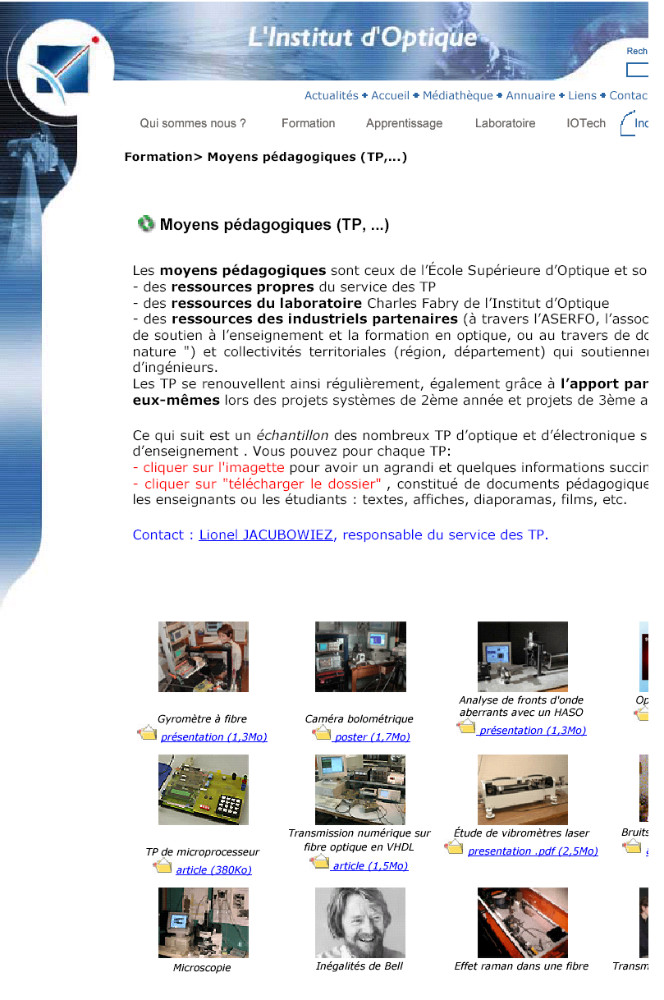 L'Institut d'Optique
Rech
Actualités Accueil Médiathèque Annuaire Liens Contac
Qui sommes nous ? Formation Apprentissage Laboratoire IOTech Ind
Formation> Moyens pédagogiques (TP,...)
Moyens pédagogiques (TP, ...)
Les moyens pédagogiques sont ceux de l’École Supérieure d’Optique et so
- des ressources propres du service des TP
- des ressources du laboratoire Charles Fabry de l’Institut d’Optique
- des ressources des industriels partenaires (à travers l’ASERFO, l’assoc
de soutien à l’enseignement et la formation en optique, ou au travers de do
nature ") et collectivités territoriales (région, département) qui soutienner
d’ingénieurs.
Les TP se renouvellent ainsi régulièrement, également grâce à l’apport par
eux-mêmes lors des projets systèmes de 2ème année et projets de 3ème a
Ce qui suit est un échantillon des nombreux TP d’optique et d’électronique s
d’enseignement . Vous pouvez pour chaque TP:
- cliquer sur l'imagette pour avoir un agrandi et quelques informations succin
- cliquer sur "télécharger le dossier" , constitué de documents pédagogique
les enseignants ou les étudiants : textes, affiches, diaporamas, films, etc.
Contact : Lionel JACUBOWIEZ, responsable du service des TP.
Gyromètre à fibre
présentation (1,3Mo)
Caméra bolométrique
poster (1,7Mo)
Analyse de fronts d'onde
aberrants avec un HASO
présentation (1,3Mo)
Op
TP de microprocesseur
article (380Ko)
Transmission numérique sur
fibre optique en VHDL
article (1,5Mo)
Étude de vibromètres laser
presentation .pdf (2,5Mo)
Bruits
a
Microscopie
Inégalités de Bell
Effet raman dans une fibre
Transm